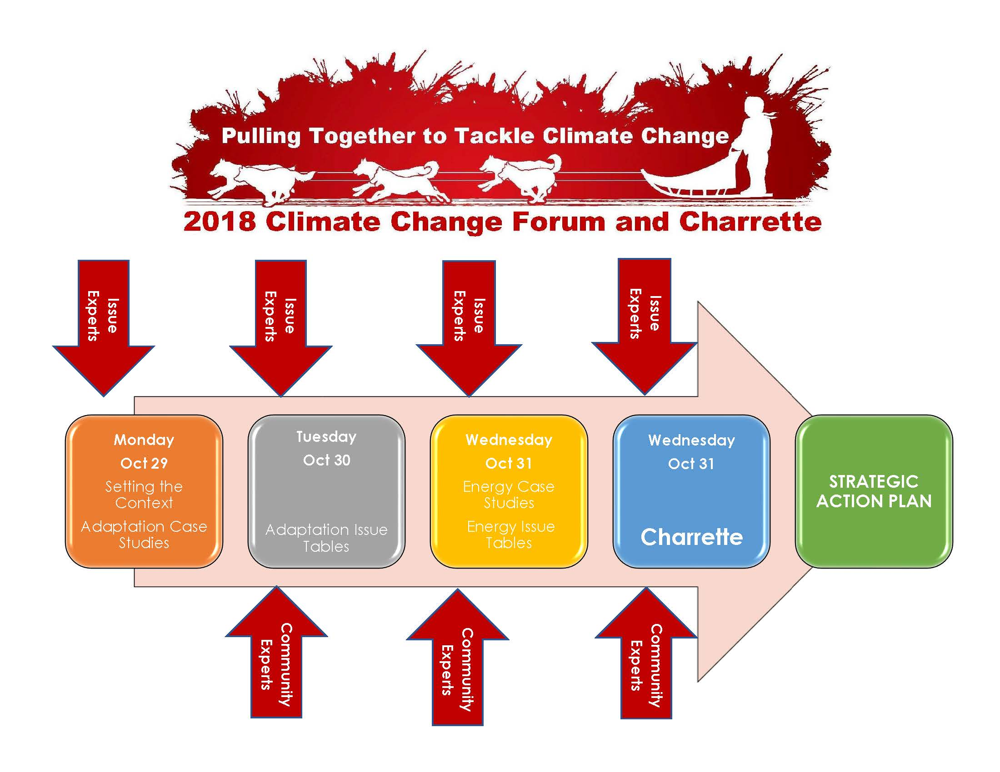 Pulling Together to Tackle Climate Change
2018 Climate Change Forum and Charrette
Issue
Experts
Issue
Experts
Issue
Experts
Issue
Experts
Monday
Oct 29
Setting the
Context
Adaptation Case
Studies
Tuesday
Oct 30
Adaptation Issue
Tables
Wednesday
Oct 31
Energy Case
Studies
Energy Issue
Tables
Wednesday
Oct 31
Charrette
STRATEGIC
ACTION PLAN
Community
Experts
Community
Experts
Community
Experts